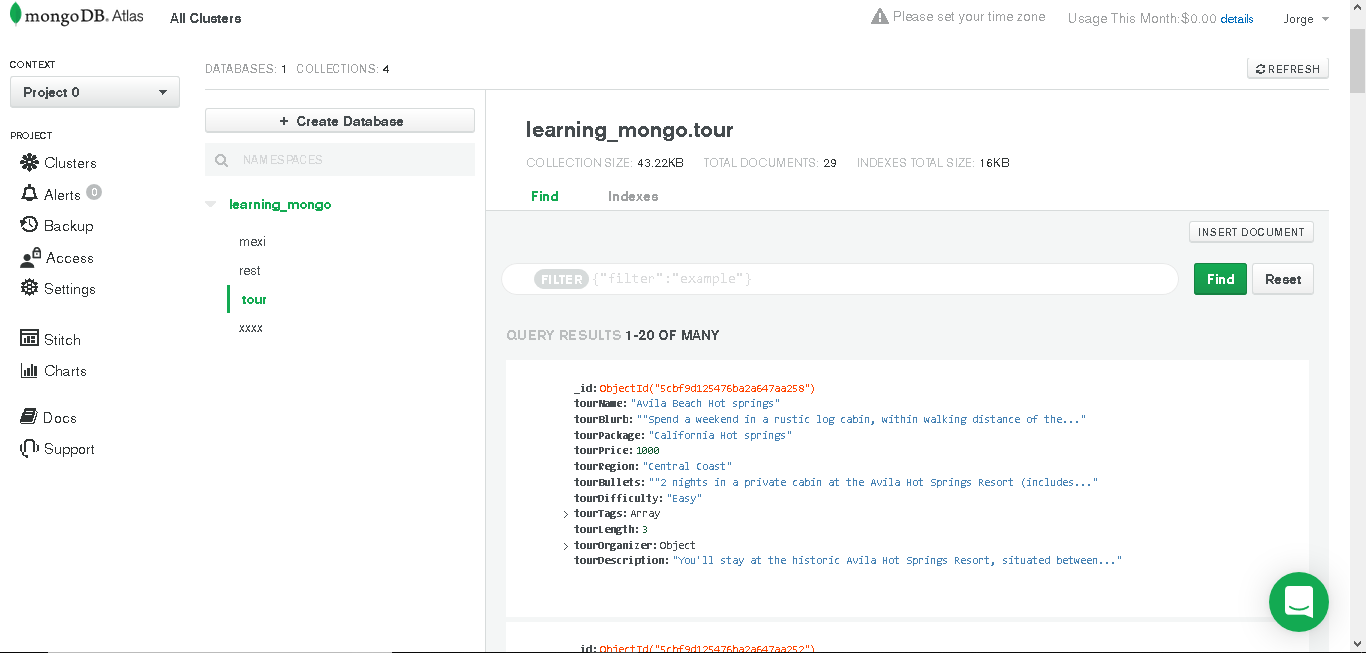 mongoDB. Atlas
All Clusters
Please set your time zone
Usage This Month:$0.00 details
Jorge
CONTEXT
Project 0
PROJECT
Clusters
Alerts 0
Backup
Access
Settings
Stitch
Charts
Docs
Support
DATABASES: 1 COLLECTIONS: 4
REFRESH
+ Create Database
NAMESPACES
learning_mongo
mexi
rest
tour
xxxx
learning_mongo.tour
COLLECTION SIZE: 43.22KB TOTAL DOCUMENTS: 29 INDEXES TOTAL SIZE: 16KB
Find Indexes
INSERT DOCUMENT
FILTER {"filter":"example"}
Find Reset
QUERY RESULTS 1-20 OF MANY
_id:ObjectId("5cbf9d125476ba2a647aa258")
tourName:"Avila Beach Hot springs"
tourBlurb:""Spend a weekend in a rustic log cabin, within walking distance of the..."
tourPackage:"California Hot springs"
tourPrice:1000
tourRegion:"Central Coast"
tourBullets:""2 nights in a private cabin at the Avila Hot Springs Resort (includes..."
tourDifficulty:"Easy"
> tourTags:Array
tourLength:3
> tourOrganizer:Object
tourDescription:"You'll stay at the historic Avila Hot Springs Resort, situated between..."
_id:ObjectId("5cbf9d125476ba2a647aa252")